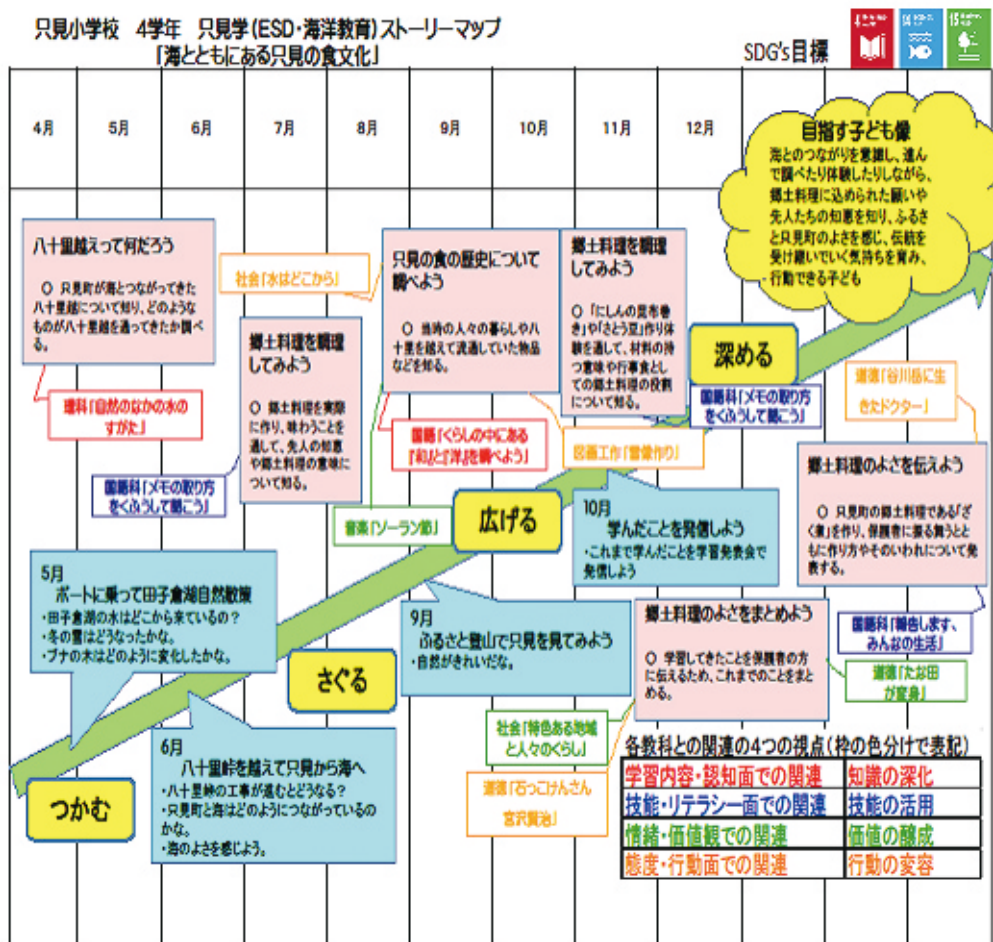 只見小学校 4学年 只見学(ESD・海洋教育)ストーリーマップ
「海とともにある只見の食文化」
SDG's目標
4
14
15
4月
5月
6月
7月
8月
9月
10月
11月
12月
目指す子ども像
海とのつながりを意識し、進ん
で調べたり体験したりしながら、
郷土料理に込められた願いや
先人たちの知恵を知り、ふるさ
と只見町のよさを感じ、伝統を
受け継いでいく気持ちを育み、
行動できる子ども
八十里越えって何だろう
○ 只見町が海とつながってきた
八十里越について知り、どのような
ものが八十里越を通ってきたか調べ
る。
理科「自然のなかの水の
すがた」
社会「水はどこから」
郷土料理を調理
してみよう
○ 郷土料理を実際
に作り、味わうことを
通して、先人の知恵
や郷土料理の意味に
ついて知る。
国語科「メモの取り方
をくふうして聞こう」
只見の食の歴史について
調べよう
○ 当時の人々の暮らしや八
十里を越えて流通していた物品
などを知る。
国語「くらしの中にある
『和』と『洋』を調べよう」
音楽「ソーラン節」
郷土料理を調理
してみよう
○「にしんの昆布巻
き」や「さとう豆」作り体
験を通して、材料の持
つ意味や行事食とし
ての郷土料理の役割
について知る。
深める
国語科「メモの取り方
をくふうして聞こう」
図画工作「雪像作り」
道徳「谷川岳に生
きたドクター」
郷土料理のよさを伝えよう
○ 只見町の郷土料理である「ざ
く煮」を作り、保護者に振る舞うと
ともに作り方やそのいわれについて発
表する。
国語科「報告します、
みんなの生活」
道徳「たな田
が変身」
広げる
10月
学んだことを発信しよう
・これまで学んだことを学習発表会で
発信しよう
5月
ボートに乗って田子倉湖自然散策
・田子倉湖の水はどこから来ているの？
・冬の雪はどうなったかな。
・ブナの木はどのように変化したかな。
さぐる
9月
ふるさと登山で只見を見てみよう
・自然がきれいだな。
郷土料理のよさをまとめよう
○ 学習してきたことを保護者の方
に伝えるため、これまでのことをまと
める。
社会「特色ある地域
と人々のくらし」
道徳「石っこけんさん
宮沢賢治」
つかむ
6月
八十里峠を越えて只見から海へ
・八十里峠の工事が進むとどうなる？
・只見町と海はどのようにつながっているの
かな。
・海のよさを感じよう。
各教科との関連の4つの視点(枠の色分けで表記)
学習内容・認知面での関連 知識の深化
技能・リテラシー面での関連 技能の活用
情緒・価値観での関連 価値の醸成
態度・行動面での関連 行動の変容